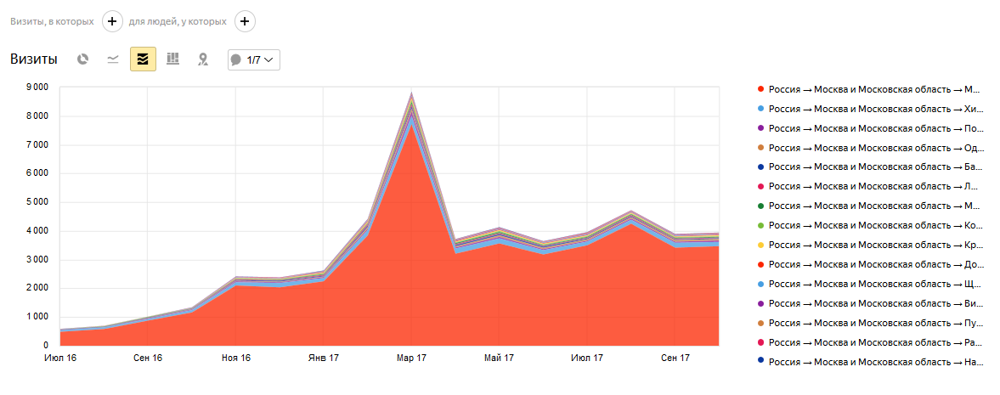 Визиты, в которых + для людей, у которых +
Визиты 1/7
9 000
8 000
7 000
6 000
5 000
4 000
3 000
2 000
1 000
0
Июл 16 Сен 16 Ноя 16 Янв 17 Мар 17 Май 17 Июл 17 Сен 17
Россия → Москва и Московская область → М...
Россия → Москва и Московская область → Хи...
Россия → Москва и Московская область → По...
Россия → Москва и Московская область → Од...
Россия → Москва и Московская область → Ба...
Россия → Москва и Московская область → Л...
Россия → Москва и Московская область → М...
Россия → Москва и Московская область → Ко...
Россия → Москва и Московская область → Кр...
Россия → Москва и Московская область → До...
Россия → Москва и Московская область → Щ...
Россия → Москва и Московская область → Ви...
Россия → Москва и Московская область → Пу...
Россия → Москва и Московская область → Ра...
Россия → Москва и Московская область → На...